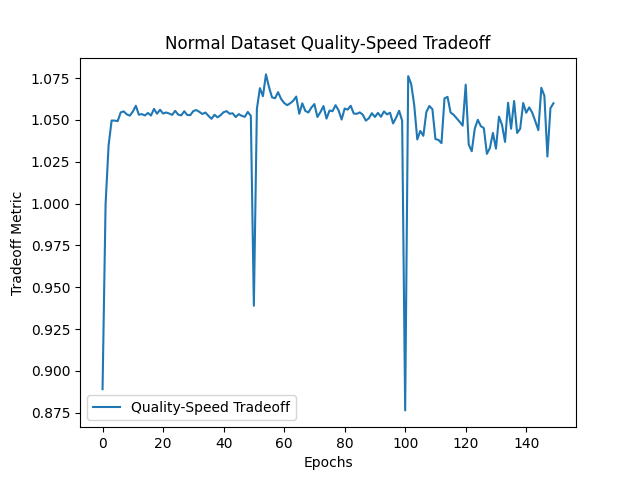 Normal Dataset Quality-Speed Tradeoff
Tradeoff Metric
1.075
1.050
1.025
1.000
0.975
0.950
0.925
0.900
0.875
Quality-Speed Tradeoff
0 20 40 60 80 100 120 140
Epochs